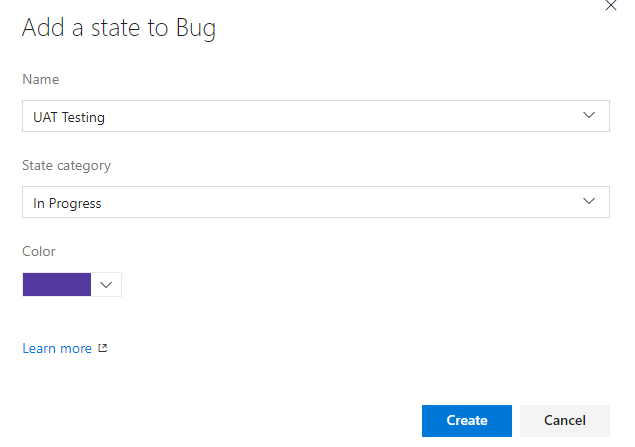 Add a state to Bug
Name
UAT Testing
State category
In Progress
Color
Learn more
Create Cancel